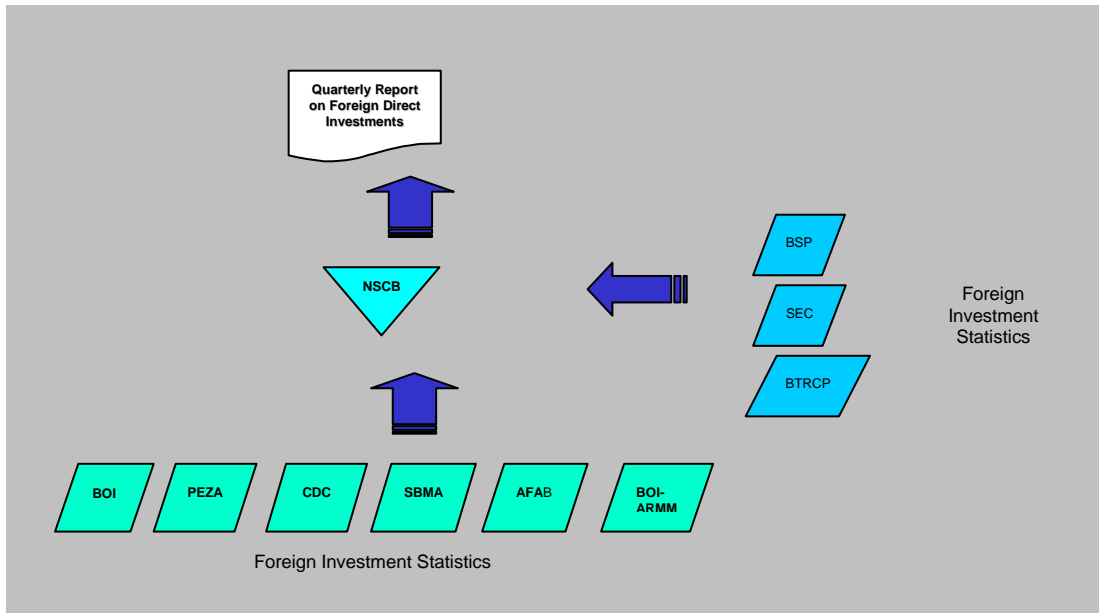 Quarterly Report
on Foreign Direct
Investments
NSCB
BSP
SEC
BTRCP
Foreign
Investment
Statistics
BOI
PEZA
CDC
SBMA
AFAB
BOI-
ARMM
Foreign Investment Statistics